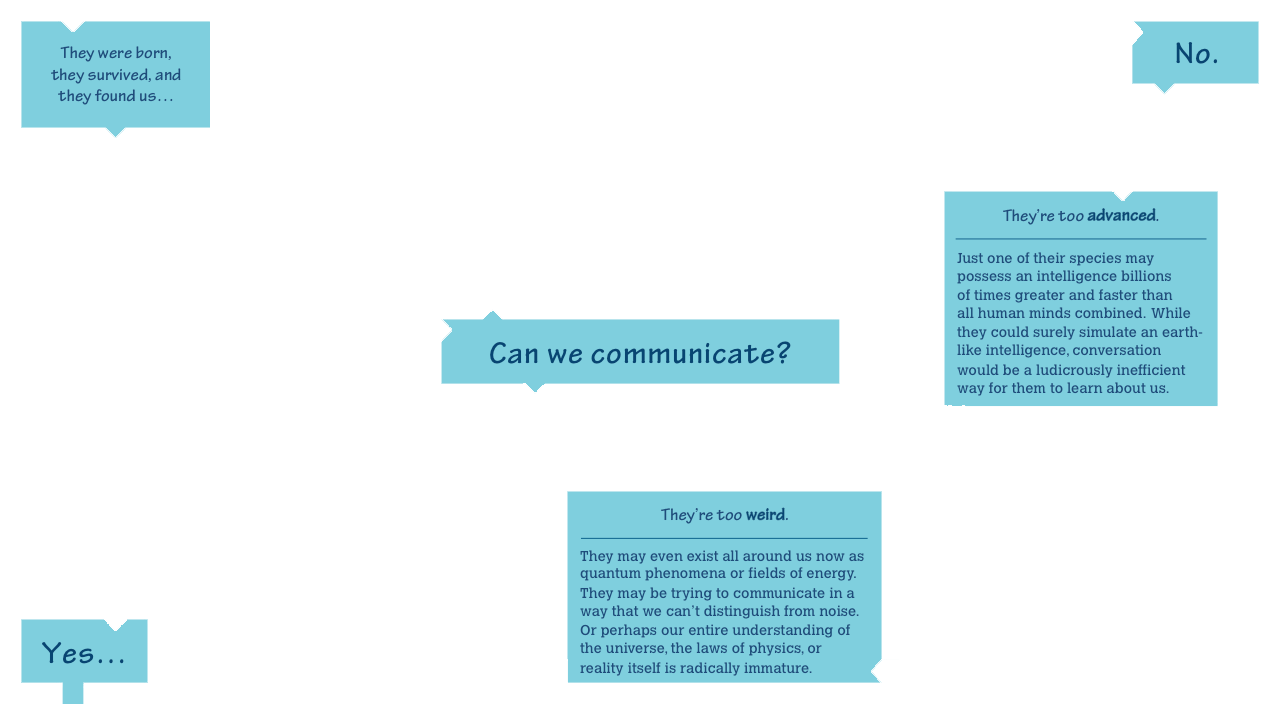 They were born,
they survived, and
they found us...
No.
They're too advanced.
Just one of their species may
possess an intelligence billions
of times greater and faster than
all human minds combined. While
they could surely simulate an earth-
like intelligence, conversation
would be a ludicrously inefficient
way for them to learn about us.
Can we communicate?
They're too weird.
They may even exist all around us now as
quantum phenomena or fields of energy.
They may be trying to communicate in a
way that we can't distinguish from noise.
Or perhaps our entire understanding of
the universe, the laws of physics, or
reality itself is radically immature.
Yes...